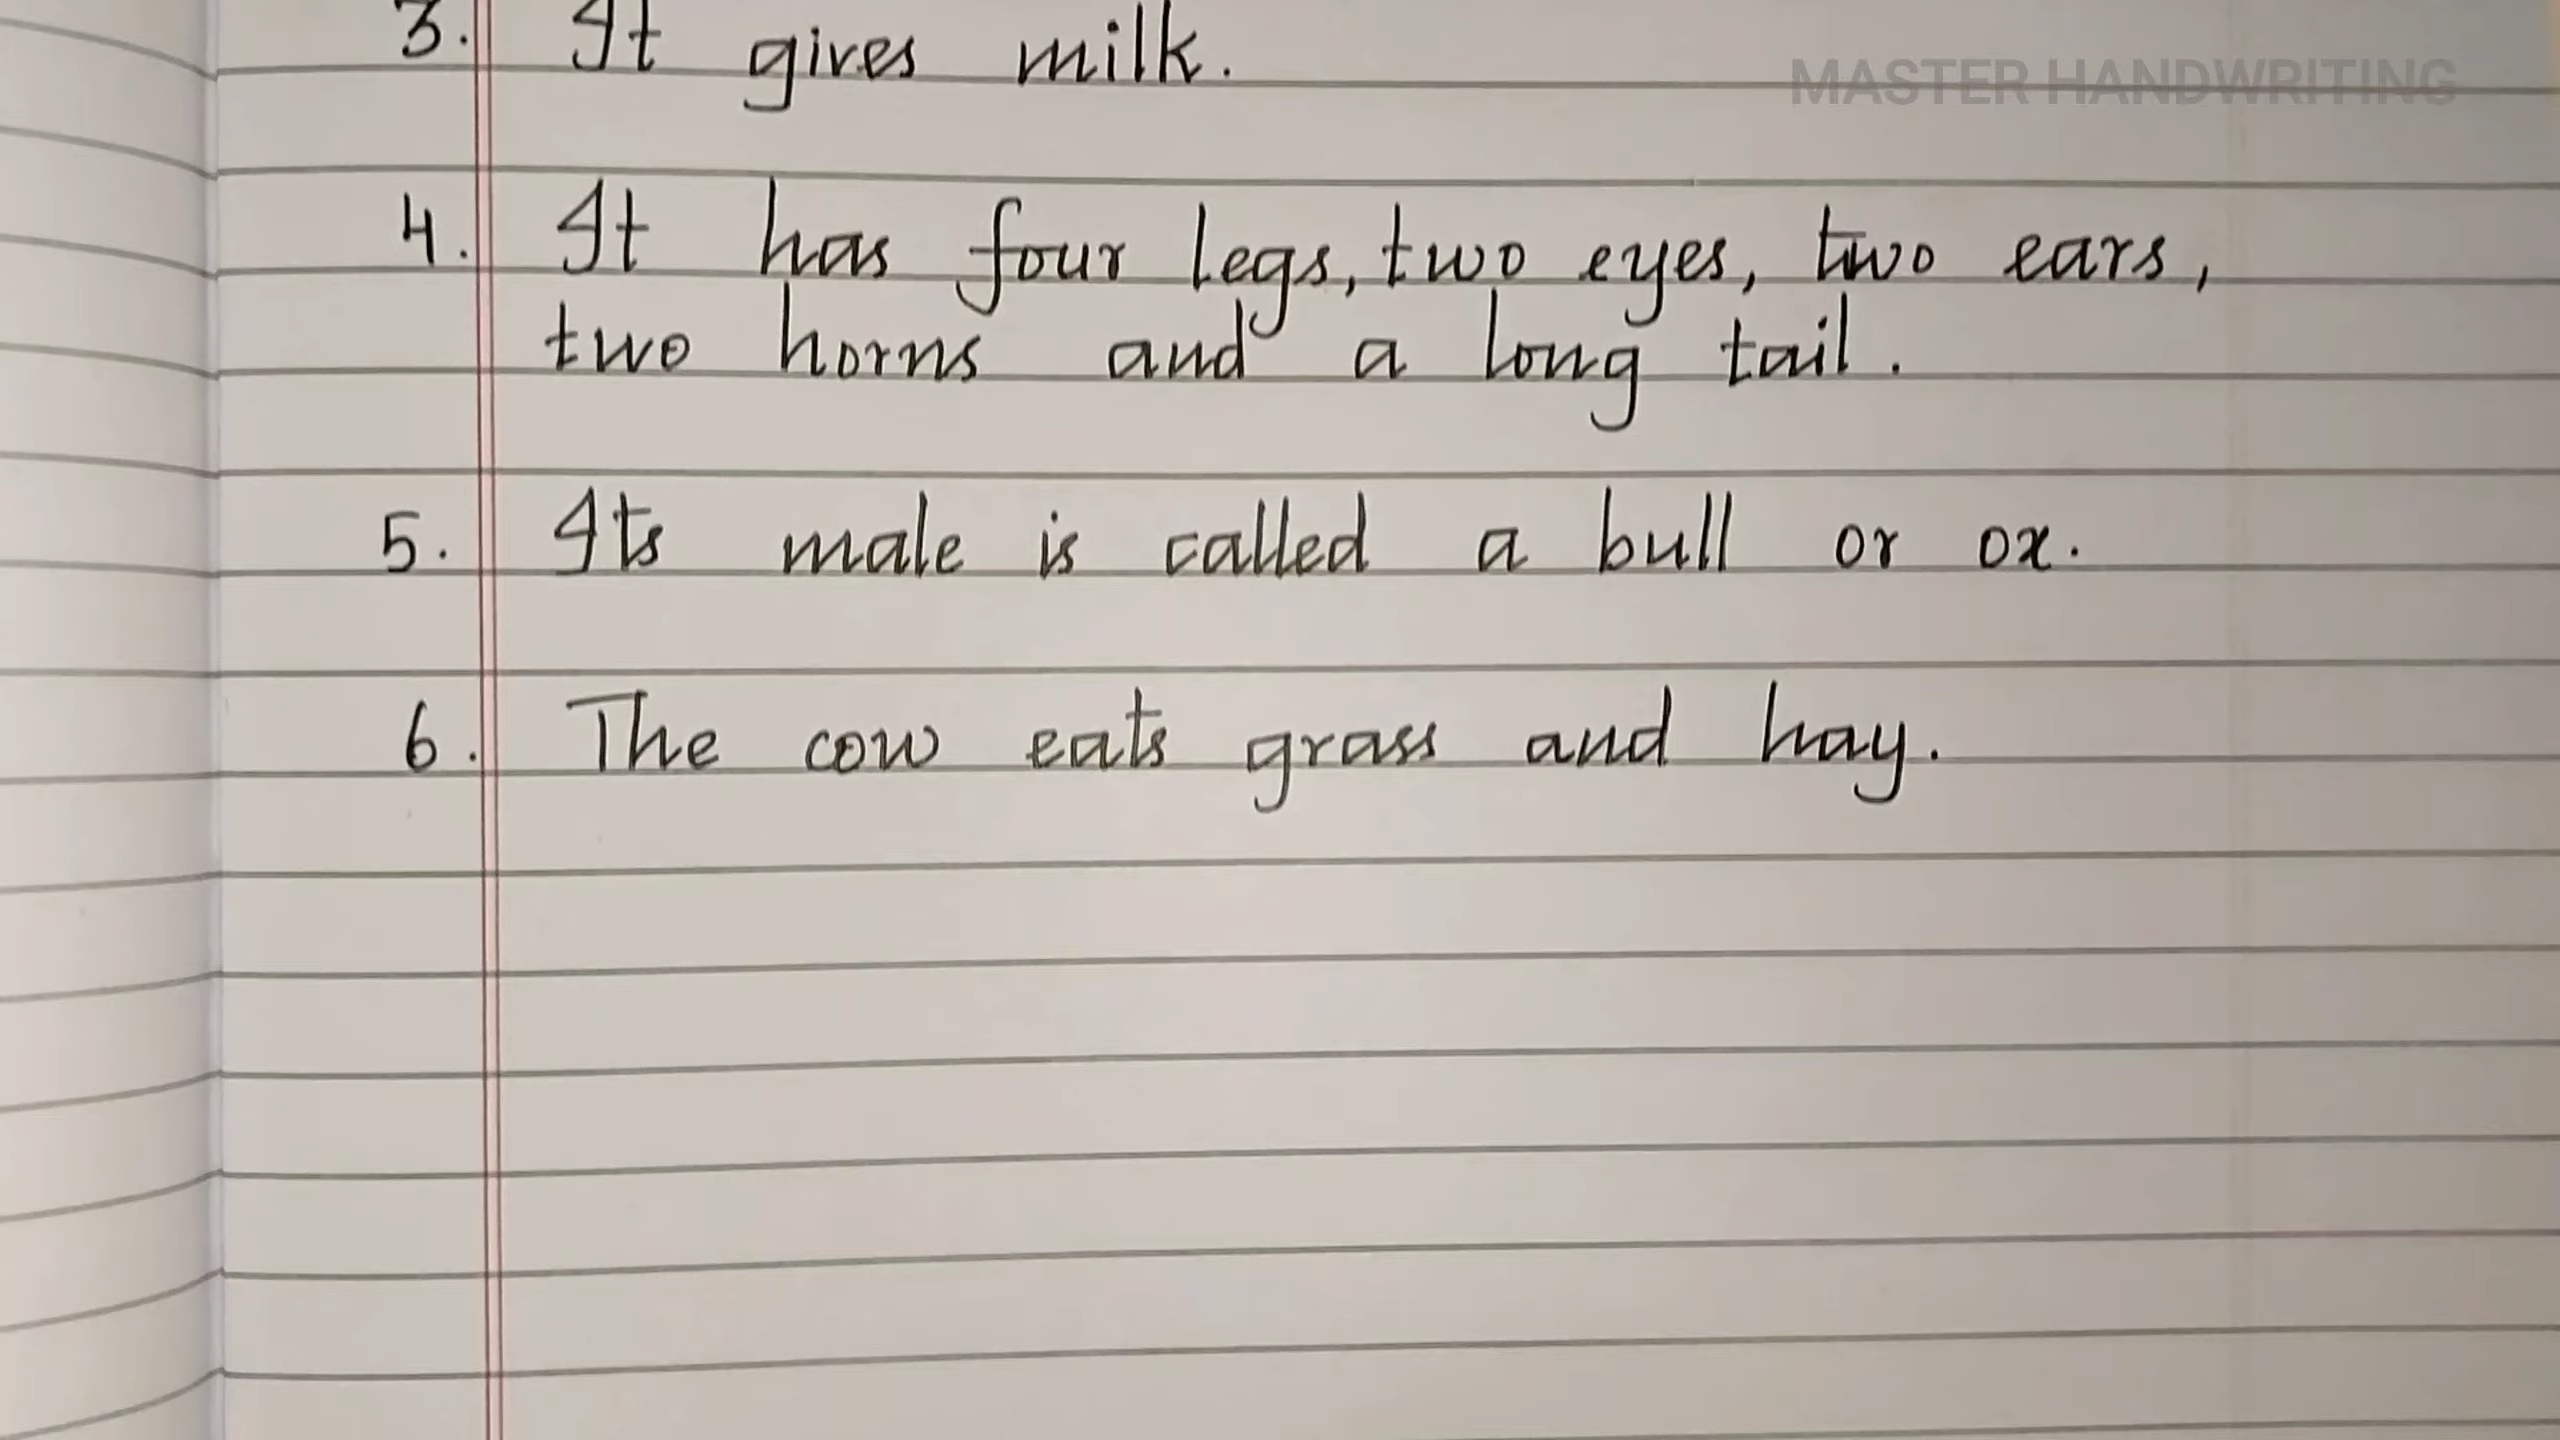 3. It gives milk.
MASTER HANDWRITING
4. It has four legs, two eyes, two ears,
two horns and a long tail.
5. Its male is called a bull or ox.
6. The cow eats grass and hay.